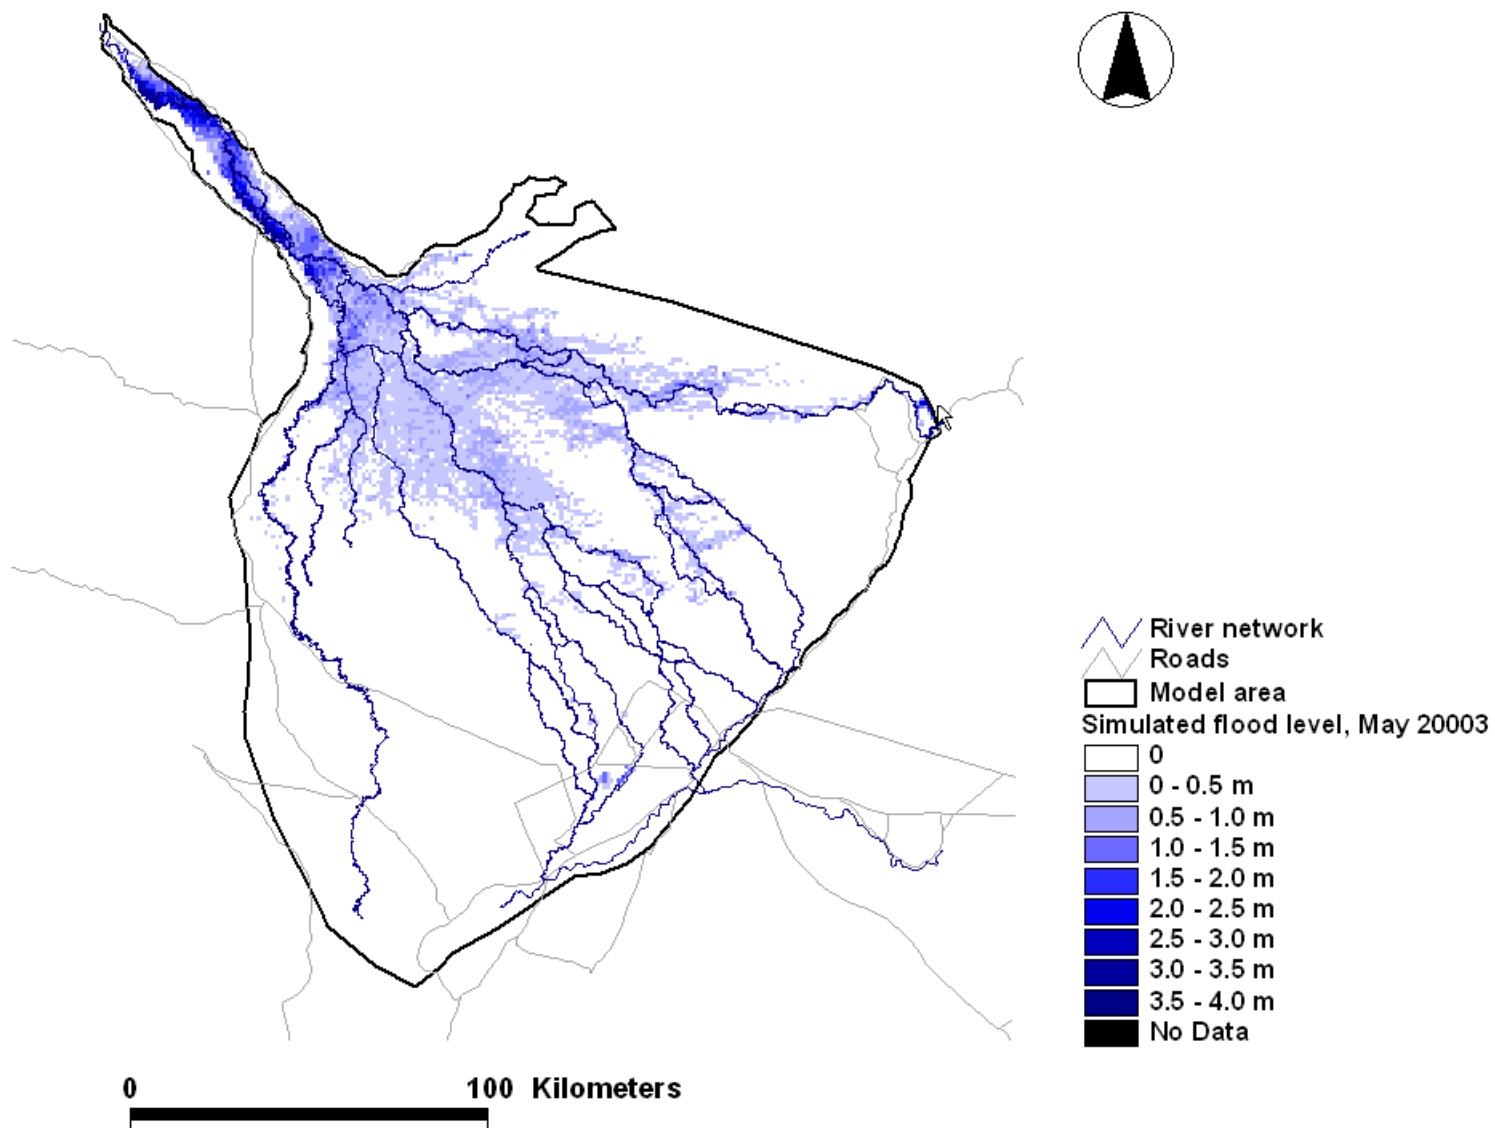 River network
Roads
Model area
Simulated flood level, May 20003
0
0 - 0.5 m
0.5 - 1.0 m
1.0 - 1.5 m
1.5 - 2.0 m
2.0 - 2.5 m
2.5 - 3.0 m
3.0 - 3.5 m
3.5 - 4.0 m
No Data
0 100 Kilometers